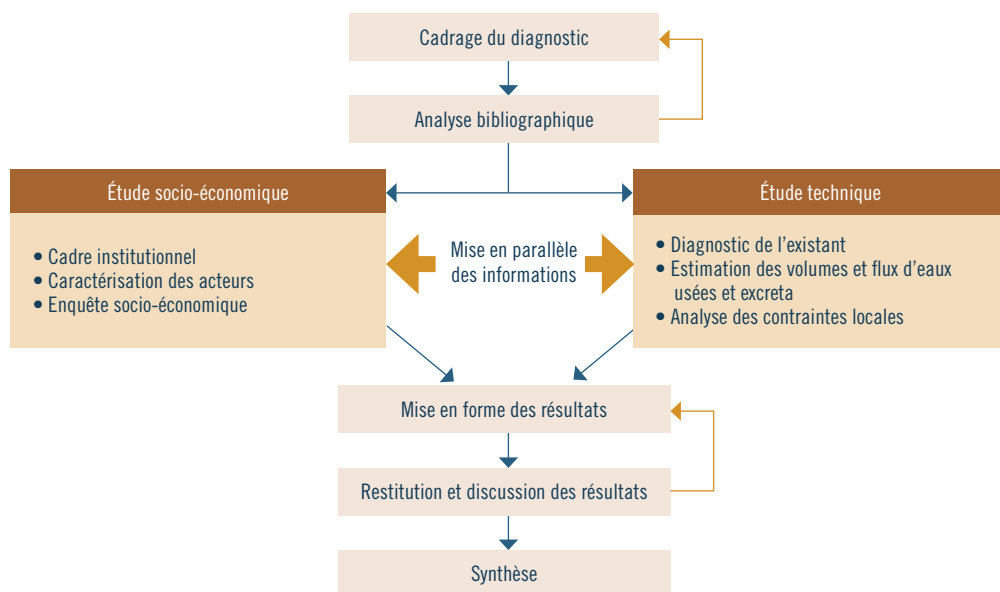 Cadrage du diagnostic
Analyse bibliographique
Étude socio-économique
• Cadre institutionnel
• Caractérisation des acteurs
• Enquête socio-économique
Mise en parallèle
des informations
Étude technique
• Diagnostic de l'existant
• Estimation des volumes et flux d'eaux
usées et excreta
• Analyse des contraintes locales
Mise en forme des résultats
Restitution et discussion des résultats
Synthèse